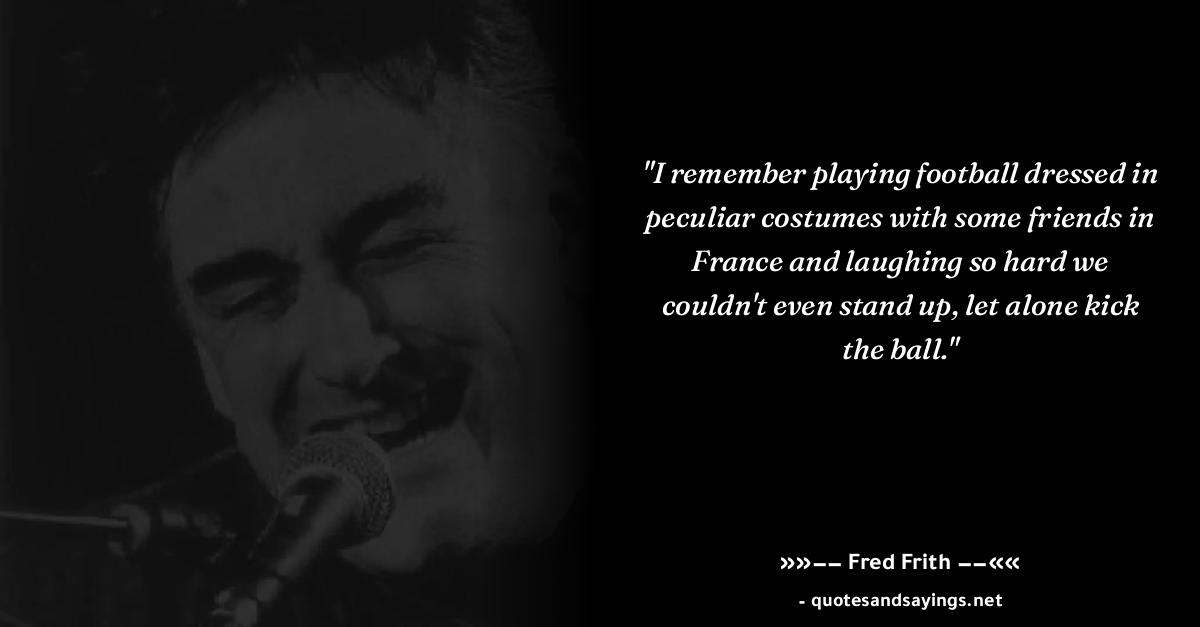 "I remember playing football dressed in
peculiar costumes with some friends in
France and laughing so hard we
couldn't even stand up, let alone kick
the ball."
»»−− Fred Frith −−««
- quotesandsayings.net